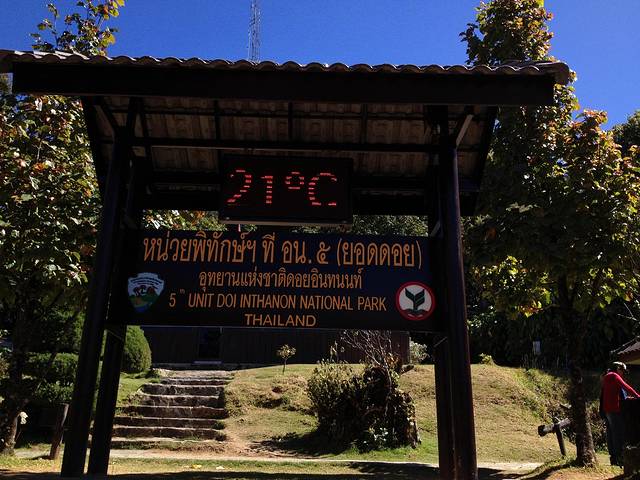 21°C
หน่วยพิทักษ์ฯ ที่ อน.๕ (ยอดดอย)
อุทยานแห่งชาติดอยอินทนนท์
5 TH UNIT DOI INTHANON NATIONAL PARK
THAILAND